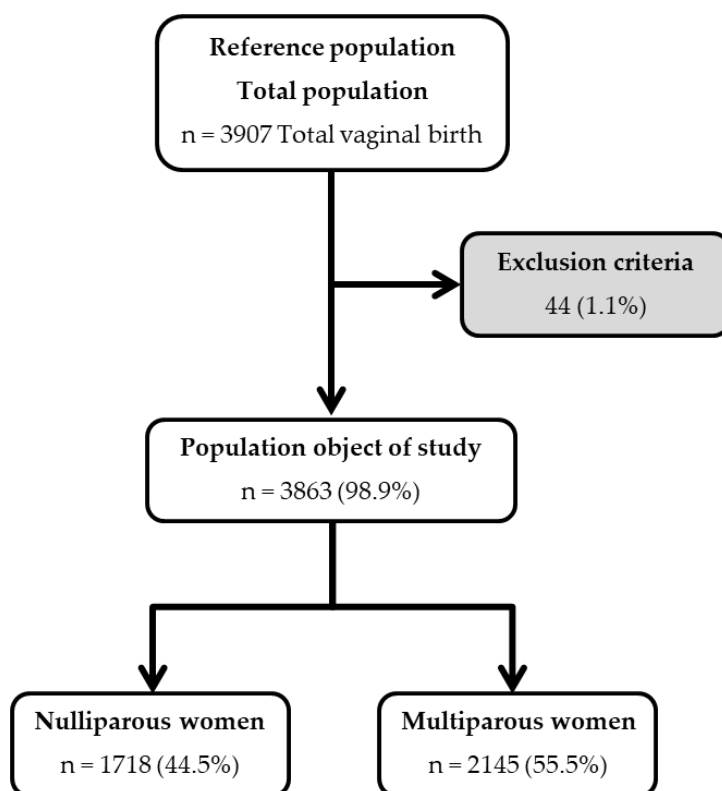 Reference population
Total population
n = 3907 Total vaginal birth
Exclusion criteria
44 (1.1%)
Population object of study
n = 3863 (98.9%)
Nulliparous women
n = 1718 (44.5%)
Multiparous women
n = 2145 (55.5%)